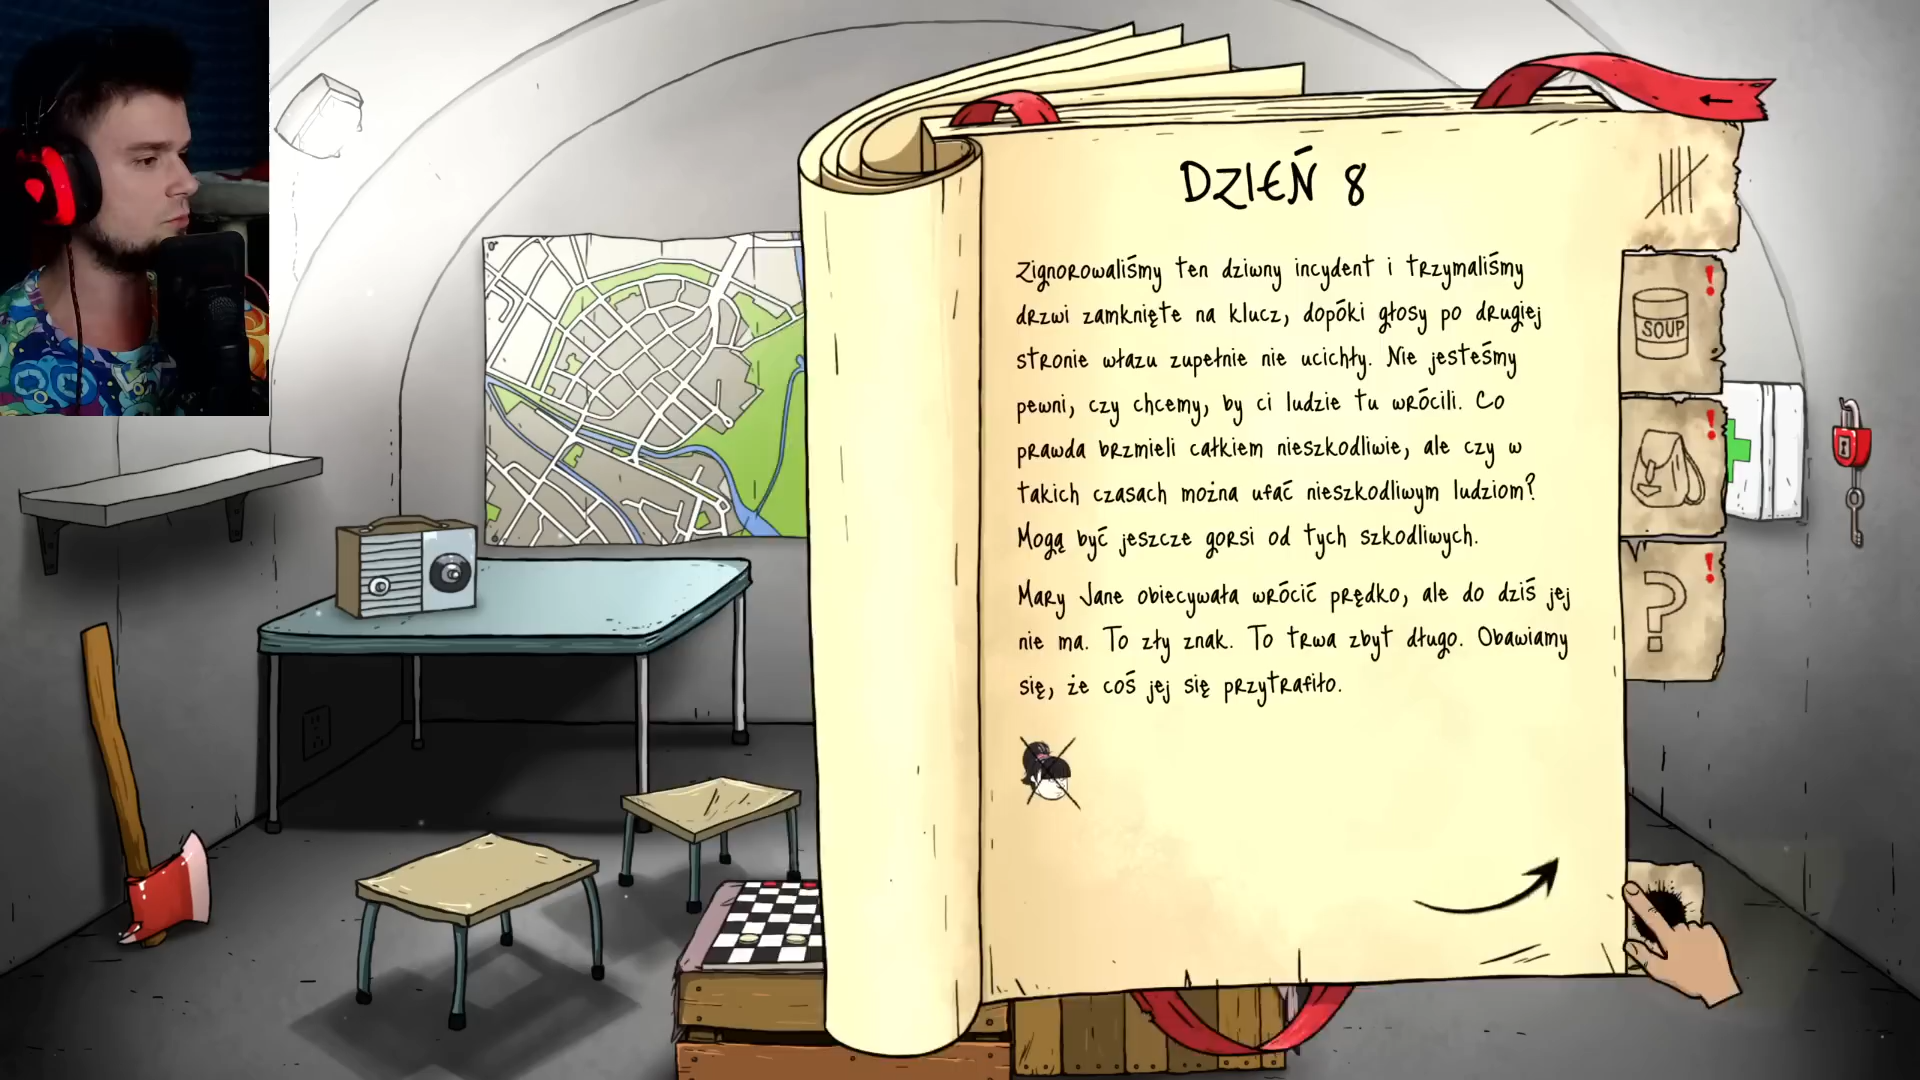 DZIEŃ 8
Zignorowaliśmy ten dziwny incydent i trzymaliśmy
drzwi zamknięte na klucz, dopóki głosy po drugiej
stronie włazu zupełnie nie ucichły. Nie jesteśmy
pewni, czy chcemy, by ci ludzie tu wrócili. Co
prawda brzmieli całkiem nieszkodliwie, ale czy w
takich czasach można ufać nieszkodliwym ludziom?
Mogą być jeszcze gorsi od tych szkodliwych.
Mary Jane obiecywała wrócić prędko, ale do dziś jej
nie ma. To zły znak. To trwa zbyt długo. Obawiamy
się, że coś jej się przytrafiło.
!
SOUP
!
!
?